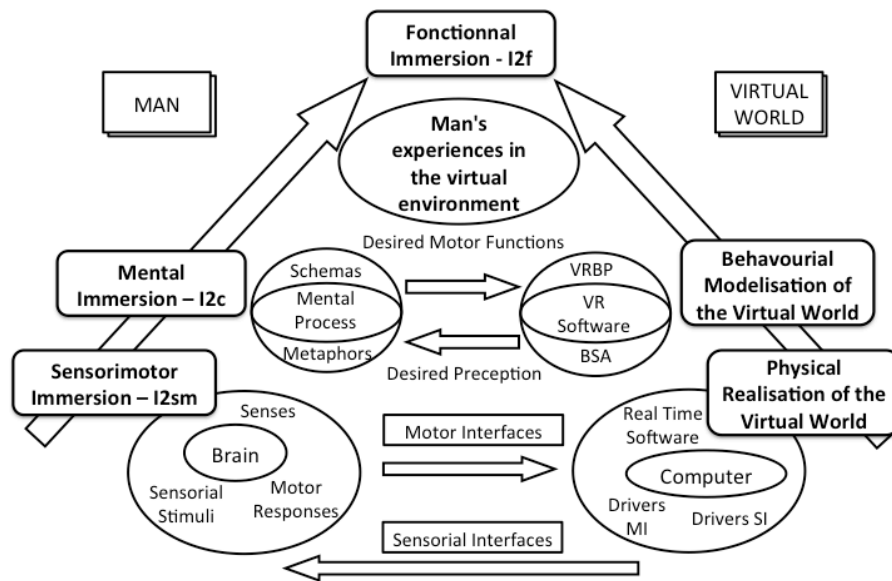 Fonctionnal
Immersion - I2f
MAN
VIRTUAL
WORLD
Man's
experiences in
the virtual
environment
Desired Motor Functions
Mental
Immersion – I2c
Schemas
Mental
Process
Metaphors
VRBP
VR
Software
BSA
Behavourial
Modelisation of
the Virtual World
Desired Preception
Sensorimotor
Immersion – I2sm
Physical
Realisation of the
Virtual World
Senses
Brain
Sensorial
Stimuli
Motor
Responses
Motor Interfaces
Sensorial Interfaces
Real Time
Software
Computer
Drivers
MI
Drivers SI